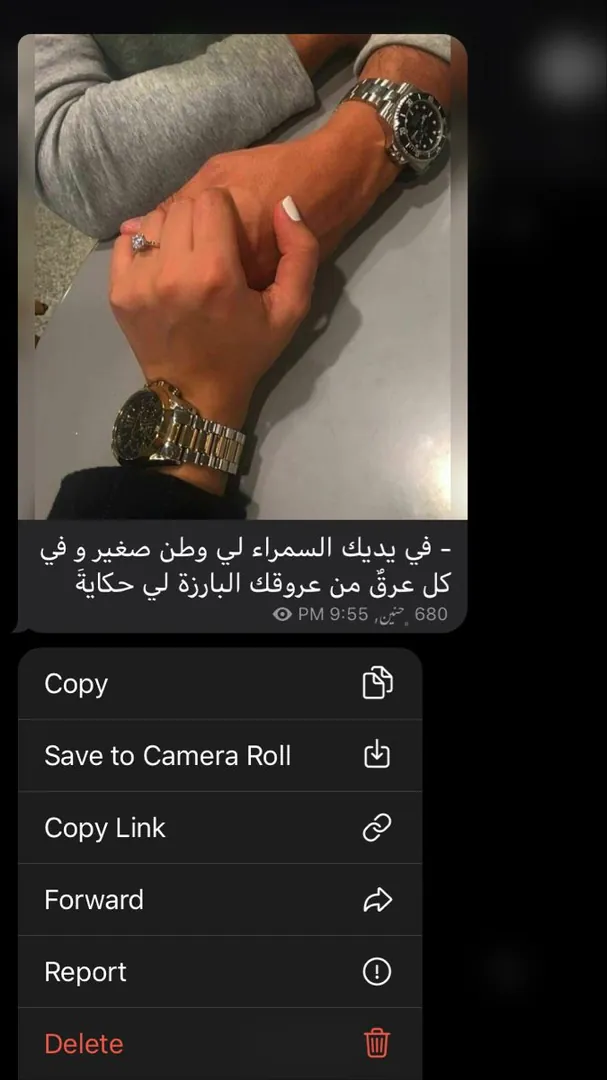 - في يديك السمراء لي وطن صغير و في
كل عرقٌ من عروقك البارزة لي حكايةَ
680 حنين, 9:55 PM
Copy
Save to Camera Roll
Copy Link
Forward
Report
Delete